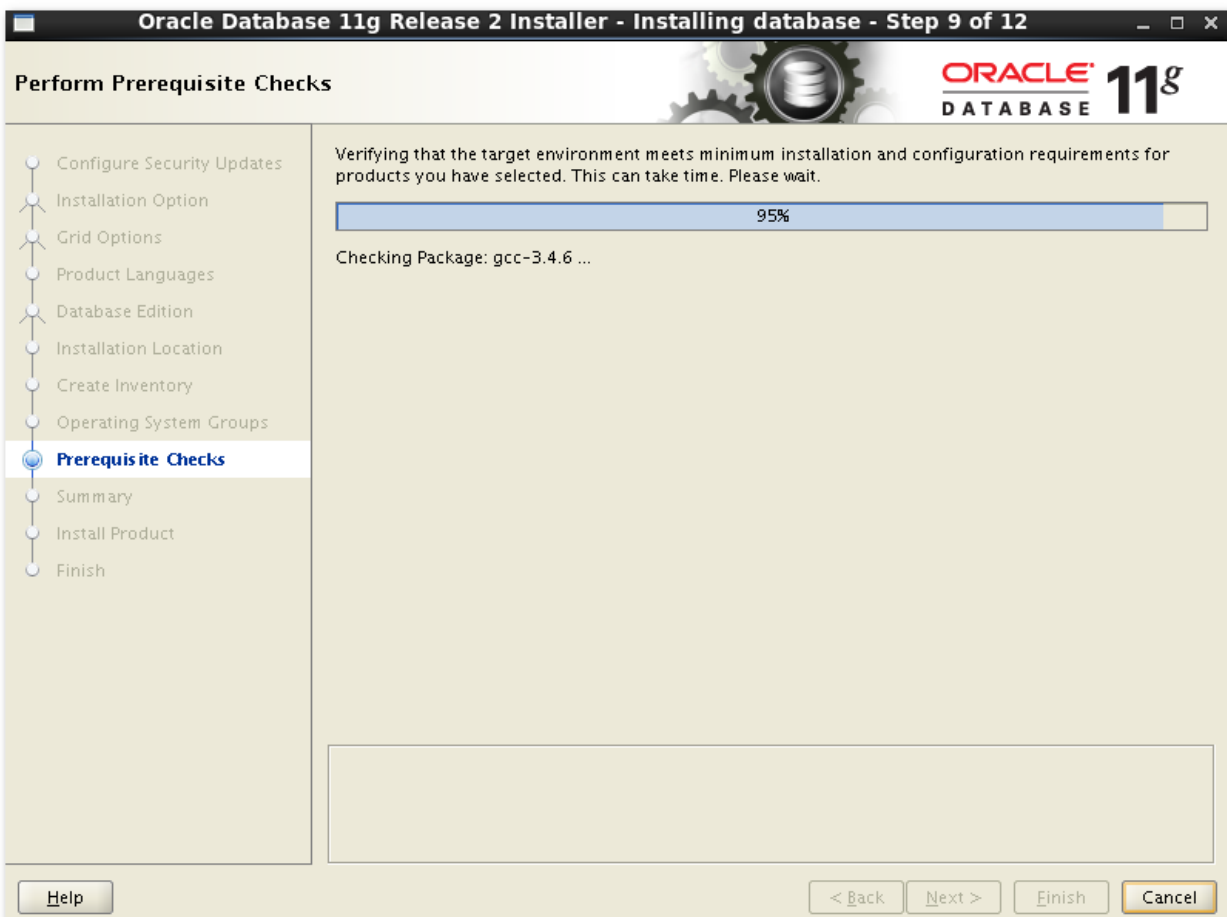 Oracle Database 11g Release 2 Installer - Installing database - Step 9 of 12
Perform Prerequisite Checks
ORACLE
DATABASE
11g
Configure Security Updates
Installation Option
Grid Options
Product Languages
Database Edition
Installation Location
Create Inventory
Operating System Groups
Prerequisite Checks
Summary
Install Product
Finish
Verifying that the target environment meets minimum installation and configuration requirements for
products you have selected. This can take time. Please wait.
95%
Checking Package: gcc-3.4.6 ...
Help
< Back
Next >
Finish
Cancel